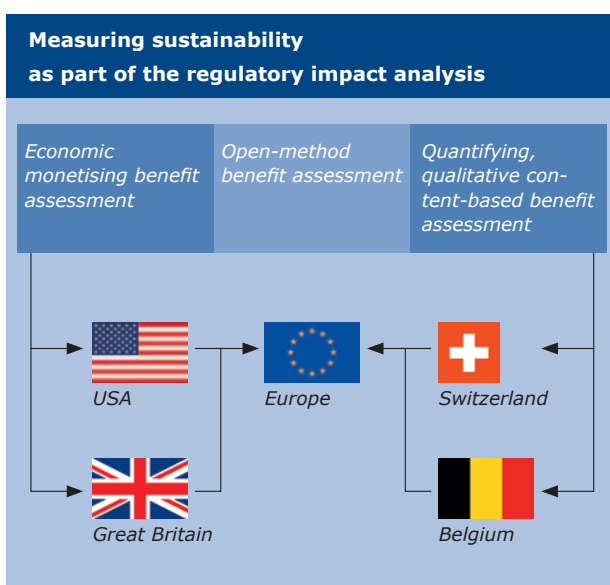 Measuring sustainability
as part of the regulatory impact analysis
Economic
monetising benefit
assessment
Open-method
benefit assessment
Quantifying,
qualitative con-
tent-based benefit
assessment
USA
Europe
Switzerland
Great Britain
Belgium